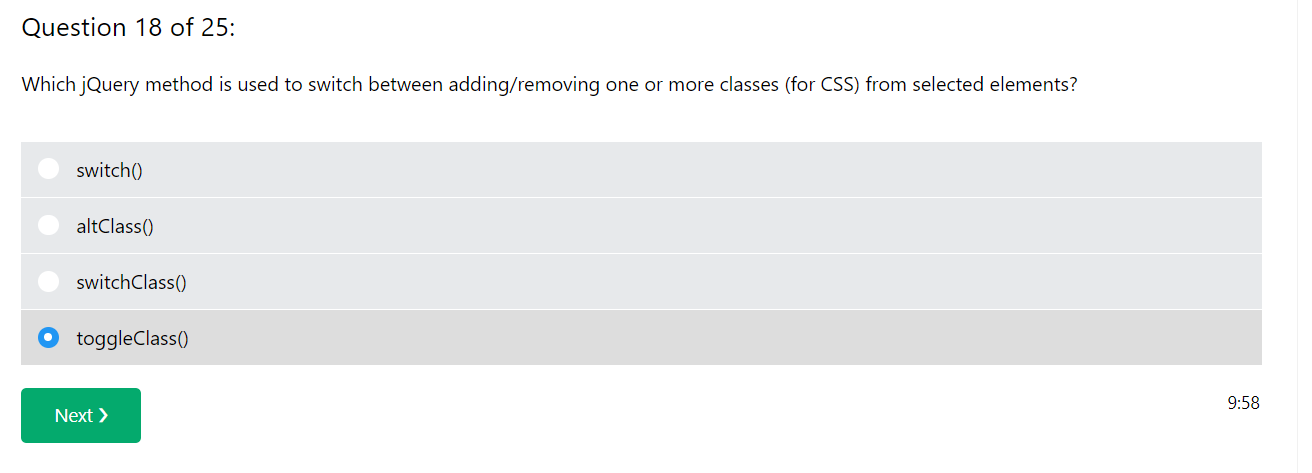 Question 18 of 25:
Which jQuery method is used to switch between adding/removing one or more classes (for CSS) from selected elements?
switch()
altClass()
switchClass()
toggleClass()
Next ❯
9:58